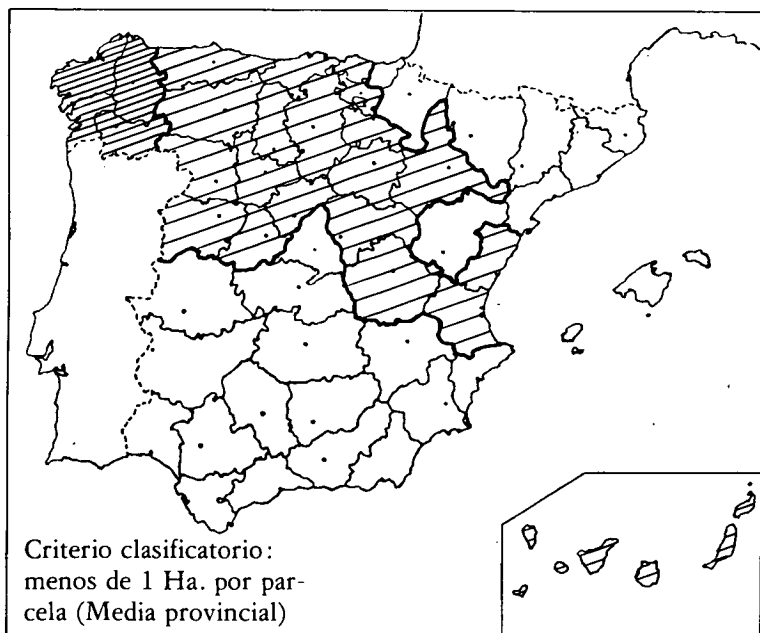 Criterio clasificatorio:
menos de 1 Ha. por par-
cela (Media provincial)